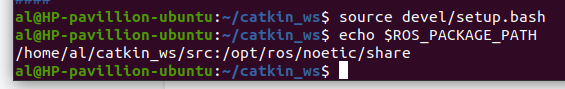 ####
al@HP-pavillion-ubuntu:~/catkin_ws$ source devel/setup.bash
al@HP-pavillion-ubuntu:~/catkin_ws$ echo $ROS_PACKAGE_PATH
/home/al/catkin_ws/src:/opt/ros/noetic/share
al@HP-pavillion-ubuntu:~/catkin_ws$